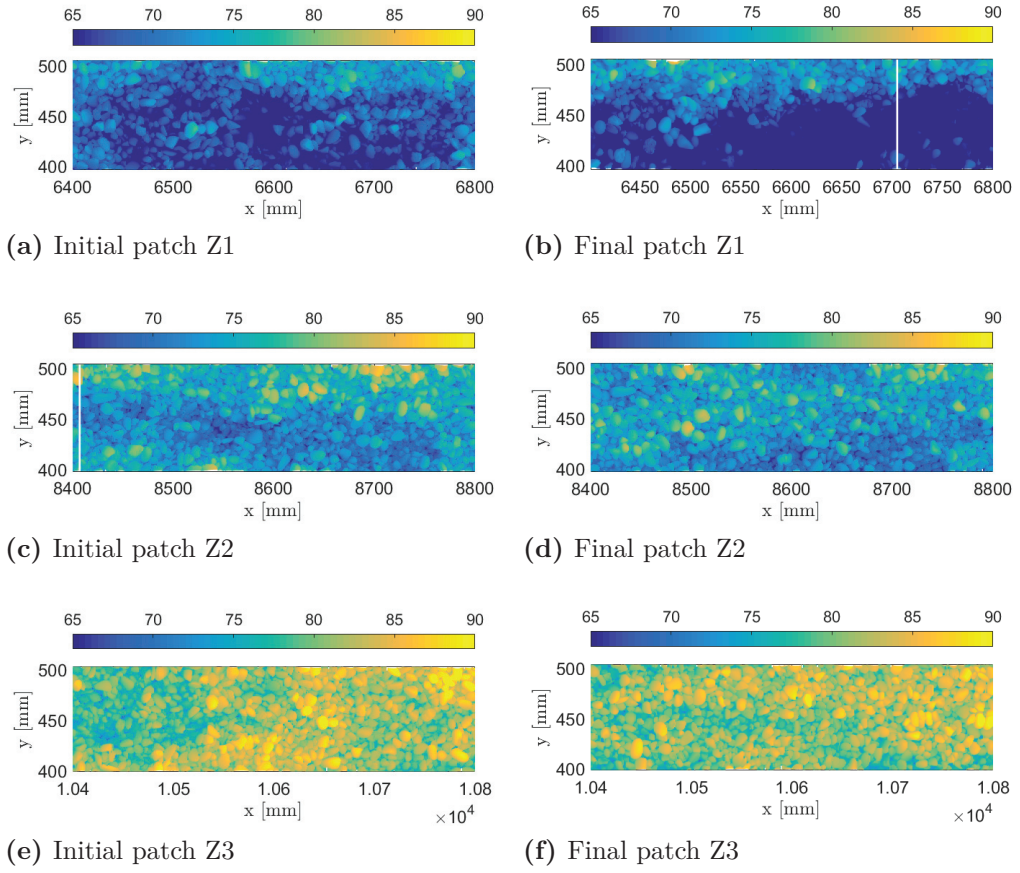 65 70 75 80 85 90
500
450
400
y [mm]
6400 6500 6600 6700 6800
x [mm]
(a) Initial patch Z1
65 70 75 80 85 90
500
450
400
y [mm]
6450 6500 6550 6600 6650 6700 6750 6800
x [mm]
(b) Final patch Z1
65 70 75 80 85 90
500
450
400
y [mm]
8400 8500 8600 8700 8800
x [mm]
(c) Initial patch Z2
65 70 75 80 85 90
500
450
400
y [mm]
8400 8500 8600 8700 8800
x [mm]
(d) Final patch Z2
65 70 75 80 85 90
500
450
400
y [mm]
1.04 1.05 1.06 1.07 1.08
x [mm] ×10⁴
(e) Initial patch Z3
65 70 75 80 85 90
500
450
400
y [mm]
1.04 1.05 1.06 1.07 1.08
x [mm] ×10⁴
(f) Final patch Z3